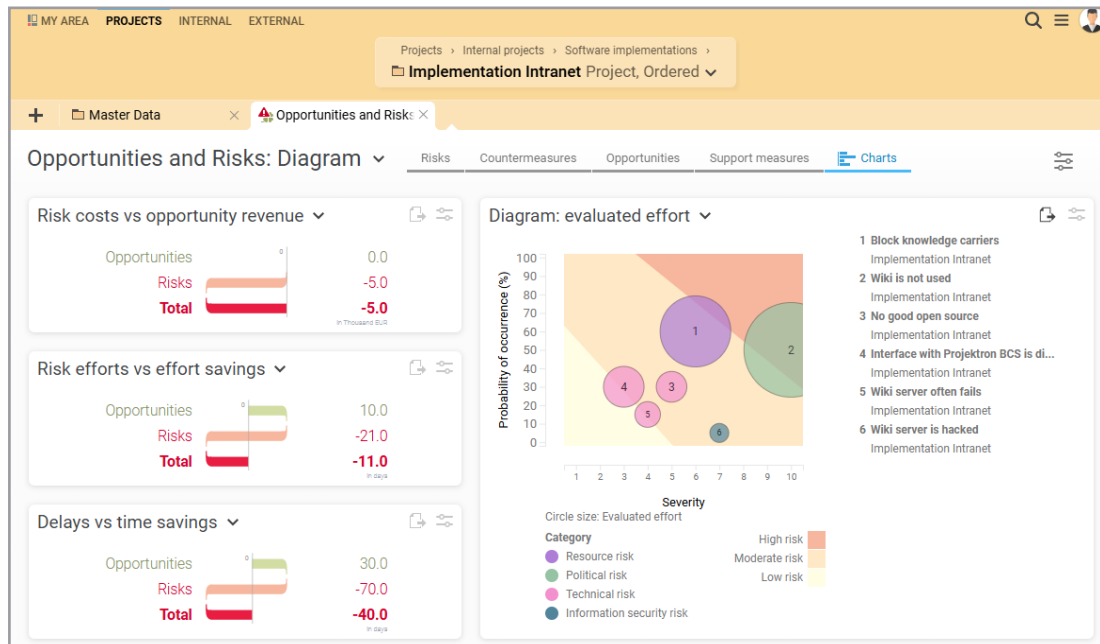 MY AREA PROJECTS INTERNAL EXTERNAL
Projects › Internal projects › Software implementations ›
Implementation Intranet Project, Ordered
Master Data
Opportunities and Risks
Opportunities and Risks: Diagram
Risks Countermeasures Opportunities Support measures Charts
Risk costs vs opportunity revenue
0
Opportunities 0.0
Risks -5.0
Total -5.0
in Thousand EUR
Risk efforts vs effort savings
0
Opportunities 10.0
Risks -21.0
Total -11.0
in days
Delays vs time savings
0
Opportunities 30.0
Risks -70.0
Total -40.0
in days
Diagram: evaluated effort
Probability of occurrence (%)
100
90
80
70
60
50
40
30
20
10
0
1
2
3
4
5
6
1 2 3 4 5 6 7 8 9 10
Severity
Circle size: Evaluated effort
Category
Resource risk
Political risk
Technical risk
Information security risk
High risk
Moderate risk
Low risk
1 Block knowledge carriers
Implementation Intranet
2 Wiki is not used
Implementation Intranet
3 No good open source
Implementation Intranet
4 Interface with Projektron BCS is di...
Implementation Intranet
5 Wiki server often fails
Implementation Intranet
6 Wiki server is hacked
Implementation Intranet